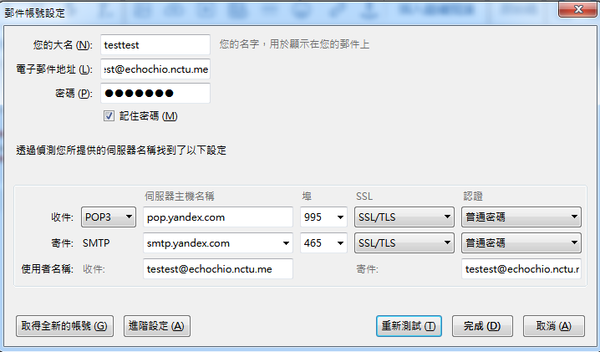 郵件帳號設定
您的大名 (N): testtest 您的名字，用於顯示在您的郵件上
電子郵件地址 (L): st@echochio.nctu.me
密碼 (P): ●●●●●●●
記住密碼 (M)
透過偵測您所提供的伺服器名稱找到了以下設定
伺服器主機名稱 埠 SSL 認證
收件: POP3 pop.yandex.com 995 SSL/TLS 普通密碼
寄件: SMTP smtp.yandex.com 465 SSL/TLS 普通密碼
使用者名稱: 收件: testest@echochio.nctu.me 寄件: testest@echochio.nctu.r
取得全新的帳號 (G) 進階設定 (A) 重新測試 (T) 完成 (D) 取消 (A)